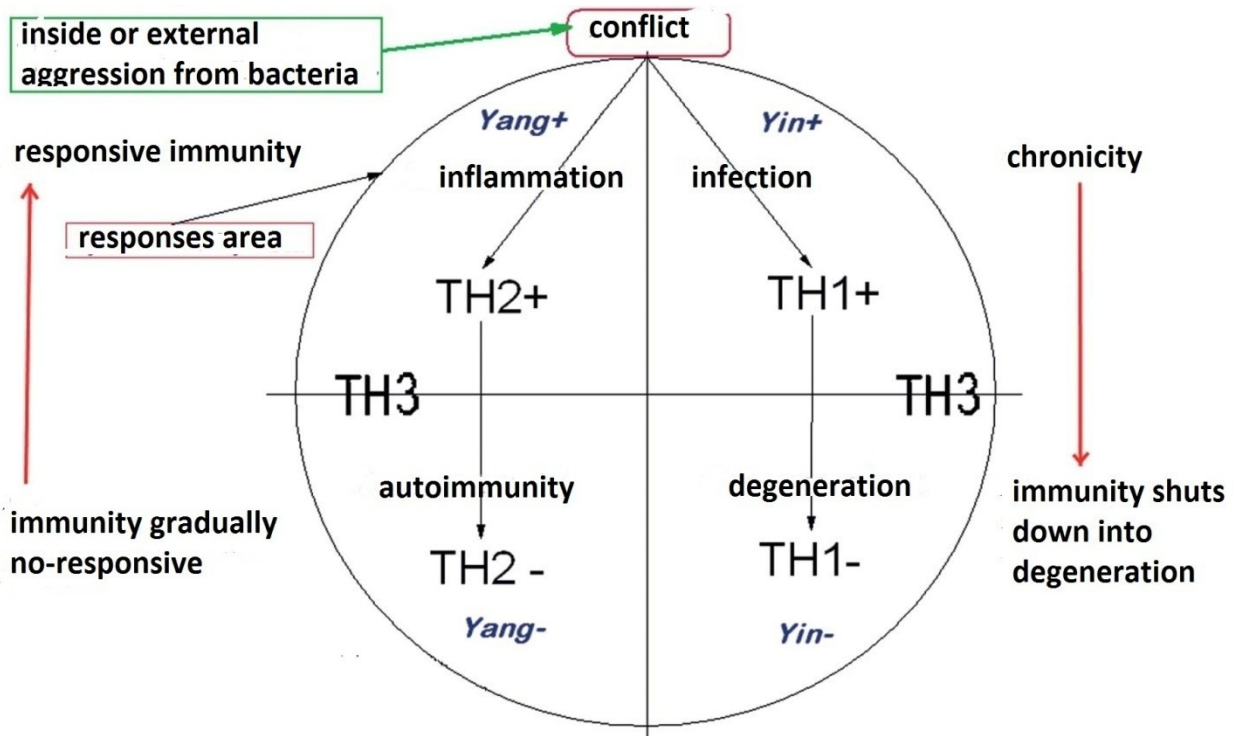 inside or external
aggression from bacteria
conflict
Yang+
Yin+
responsive immunity
chronicity
inflammation
infection
responses area
TH2+
TH1+
TH3
TH3
autoimmunity
degeneration
immunity gradually
no-responsive
immunity shuts
down into
degeneration
TH2 -
TH1-
Yang-
Yin-